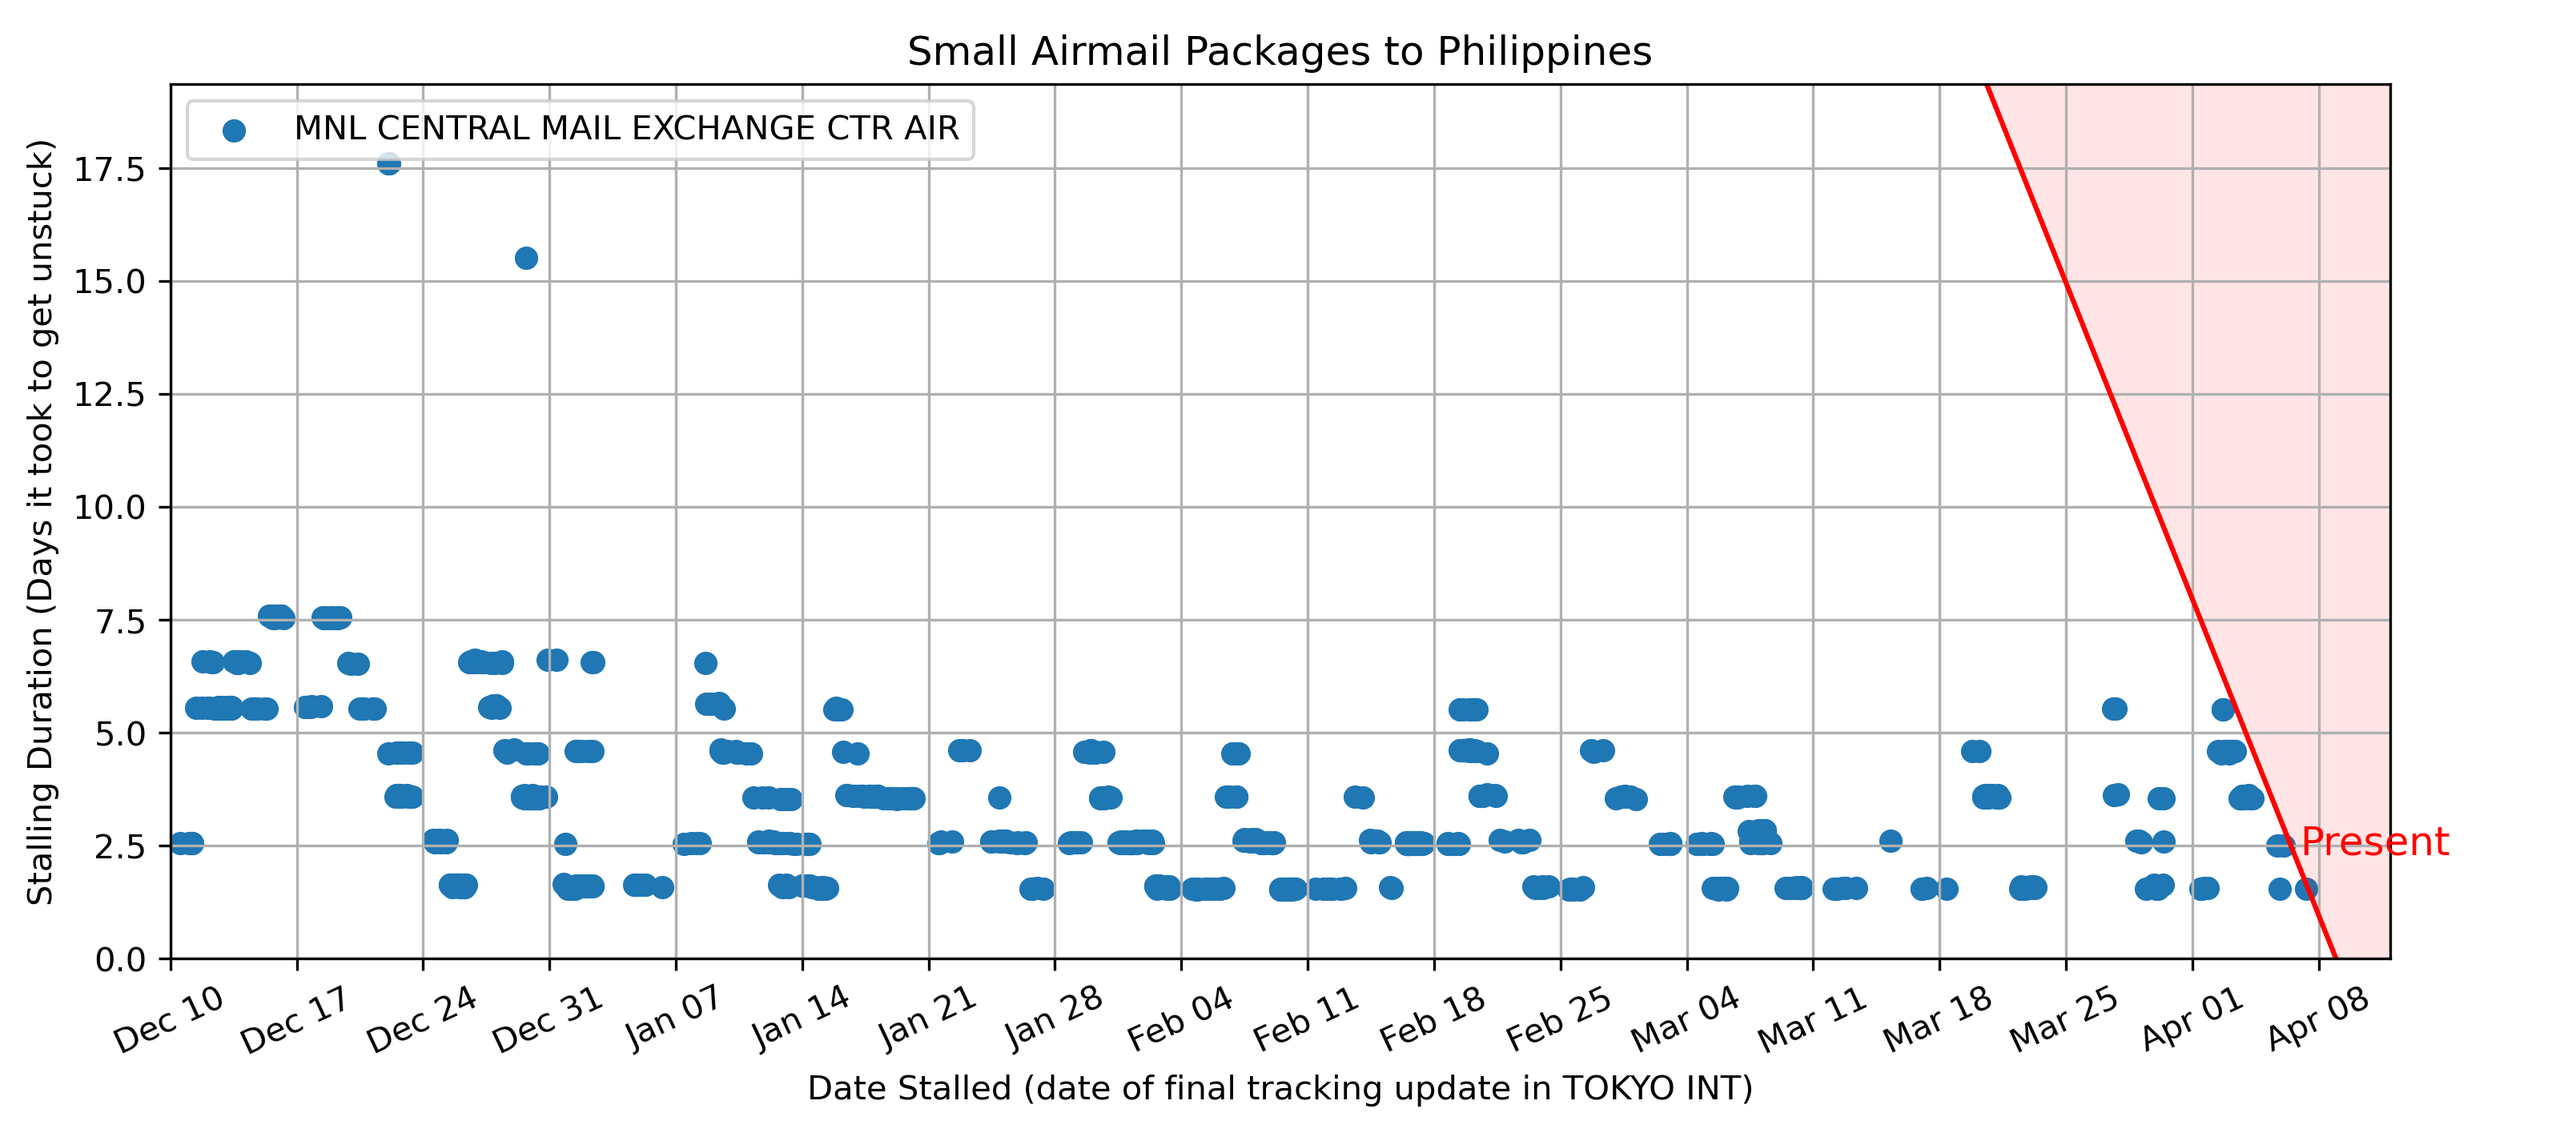 Small Airmail Packages to Philippines
MNL CENTRAL MAIL EXCHANGE CTR AIR
Stalling Duration (Days it took to get unstuck)
17.5
15.0
12.5
10.0
7.5
5.0
2.5
0.0
Present
Dec 10
Dec 17
Dec 24
Dec 31
Jan 07
Jan 14
Jan 21
Jan 28
Feb 04
Feb 11
Feb 18
Feb 25
Mar 04
Mar 11
Mar 18
Mar 25
Apr 01
Apr 08
Date Stalled (date of final tracking update in TOKYO INT)